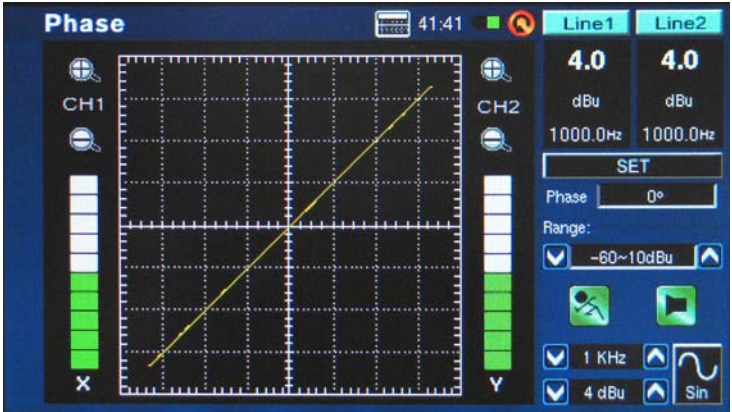 Phase
41:41
Line1
Line2
4.0
4.0
CH1
CH2
dBu
dBu
1000.0Hz
1000.0Hz
SET
Phase
0°
Range:
-60~10dBu
1 KHz
X
Y
4 dBu
Sin